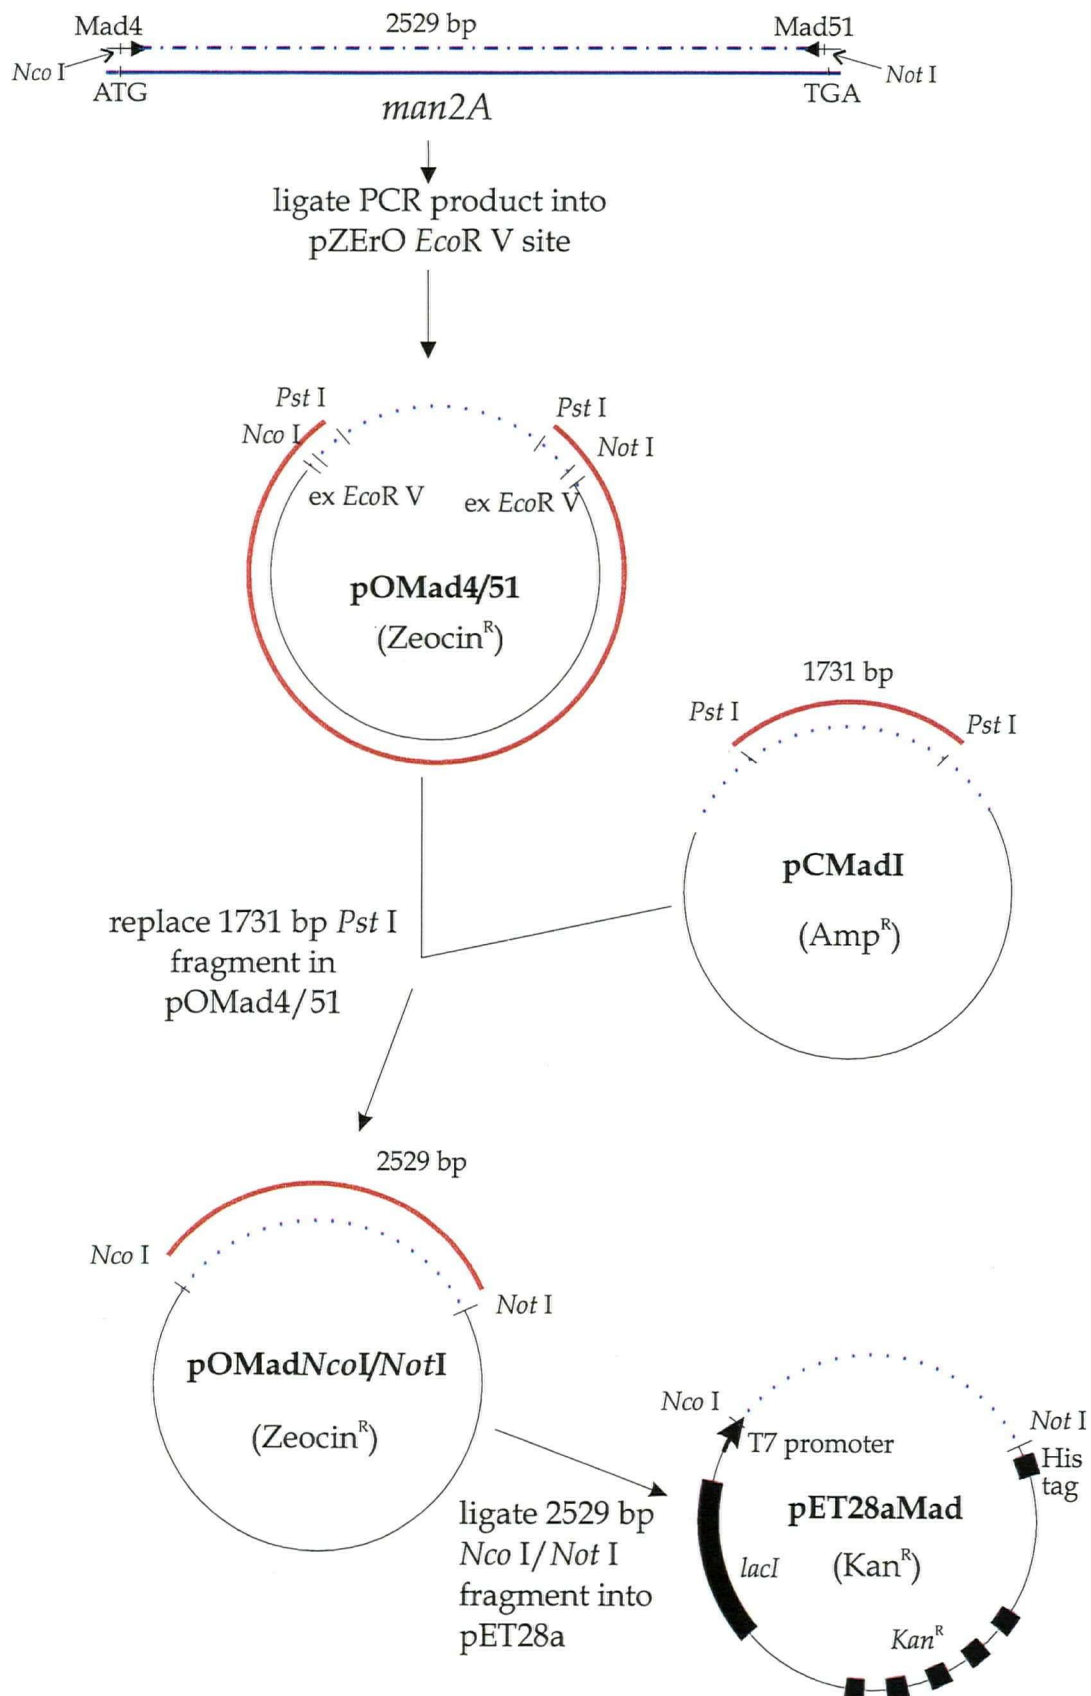 Mad4
2529 bp
Mad51
Nco I
Not I
ATG
TGA
man2A
ligate PCR product into
pZErO EcoR V site
Pst I
Pst I
Nco I
Not I
ex EcoR V
ex EcoR V
pOMad4/51
(Zeocin^R)
1731 bp
Pst I
Pst I
pCMadI
(Amp^R)
replace 1731 bp Pst I
fragment in
pOMad4/51
2529 bp
Nco I
Not I
pOMadNcoI/NotI
(Zeocin^R)
Nco I
Not I
T7 promoter
His
tag
pET28aMad
(Kan^R)
lacI
Kan^R
ligate 2529 bp
Nco I/Not I
fragment into
pET28a